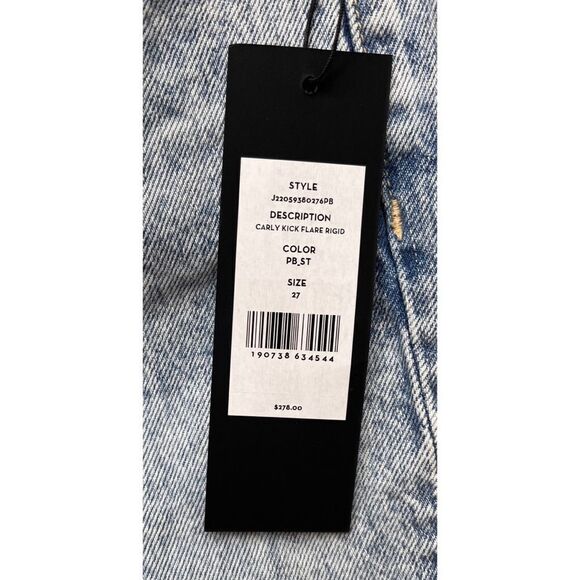 STYLE
J22059380276PB
DESCRIPTION
CARLY KICK FLARE RIGID
COLOR
PB_ST
SIZE
27
190738 634544
$278.00